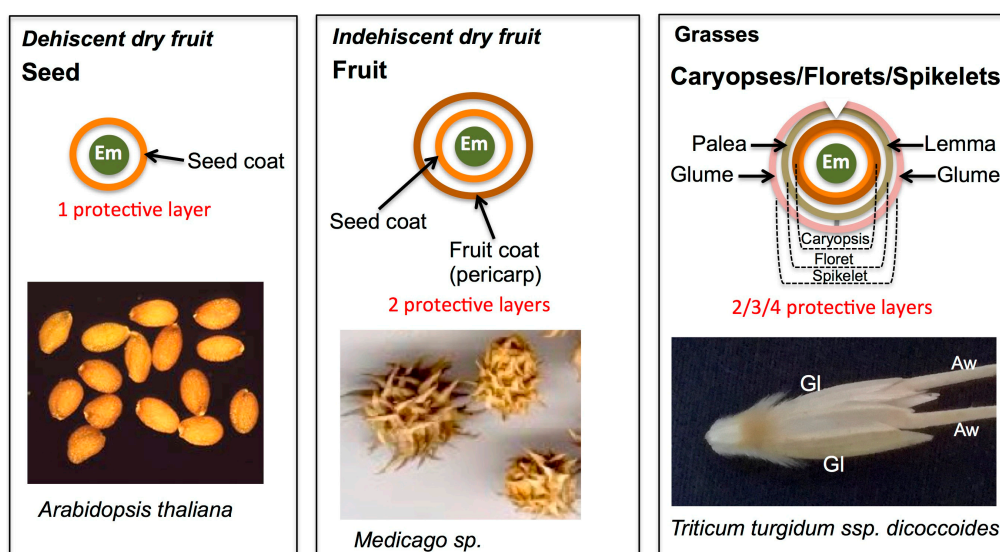 Dehiscent dry fruit
Seed
Em
Seed coat
1 protective layer
Arabidopsis thaliana
Indehiscent dry fruit
Fruit
Em
Seed coat
Fruit coat
(pericarp)
2 protective layers
Medicago sp.
Grasses
Caryopses/Florets/Spikelets
Palea
Lemma
Em
Glume
Glume
Caryopsis
Floret
Spikelet
2/3/4 protective layers
Aw
Gl
Aw
Gl
Triticum turgidum ssp. dicoccoides